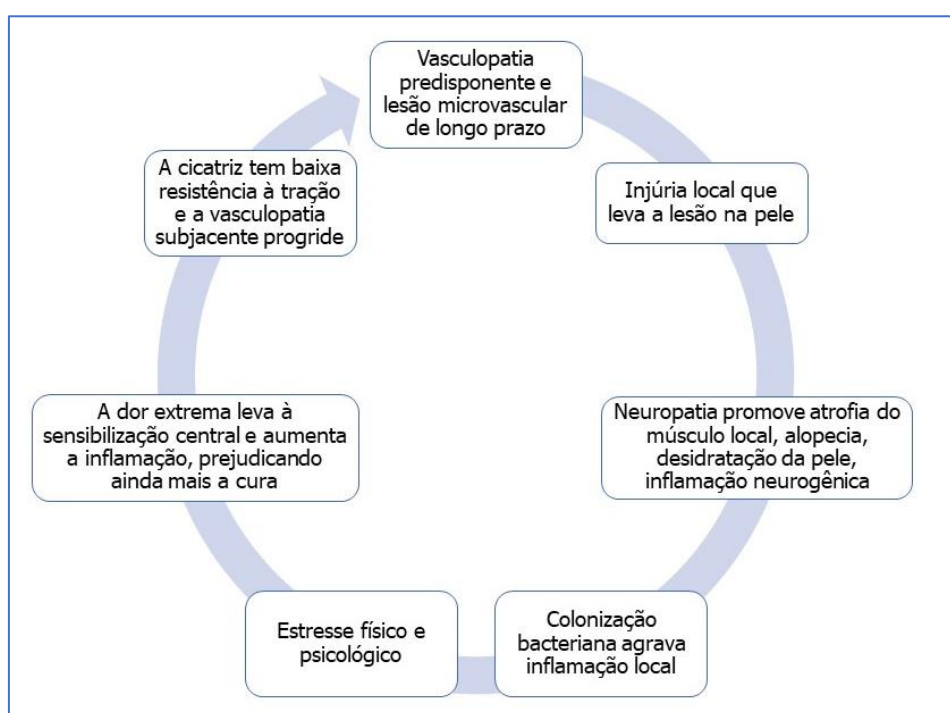 Vasculopatia
predisponente e
lesão microvascular
de longo prazo
Injúria local que
leva a lesão na pele
Neuropatia promove atrofia do
músculo local, alopecia,
desidratação da pele,
inflamação neurogênica
Colonização
bacteriana agrava
inflamação local
Estresse físico e
psicológico
A dor extrema leva à
sensibilização central e aumenta
a inflamação, prejudicando
ainda mais a cura
A cicatriz tem baixa
resistência à tração
e a vasculopatia
subjacente progride